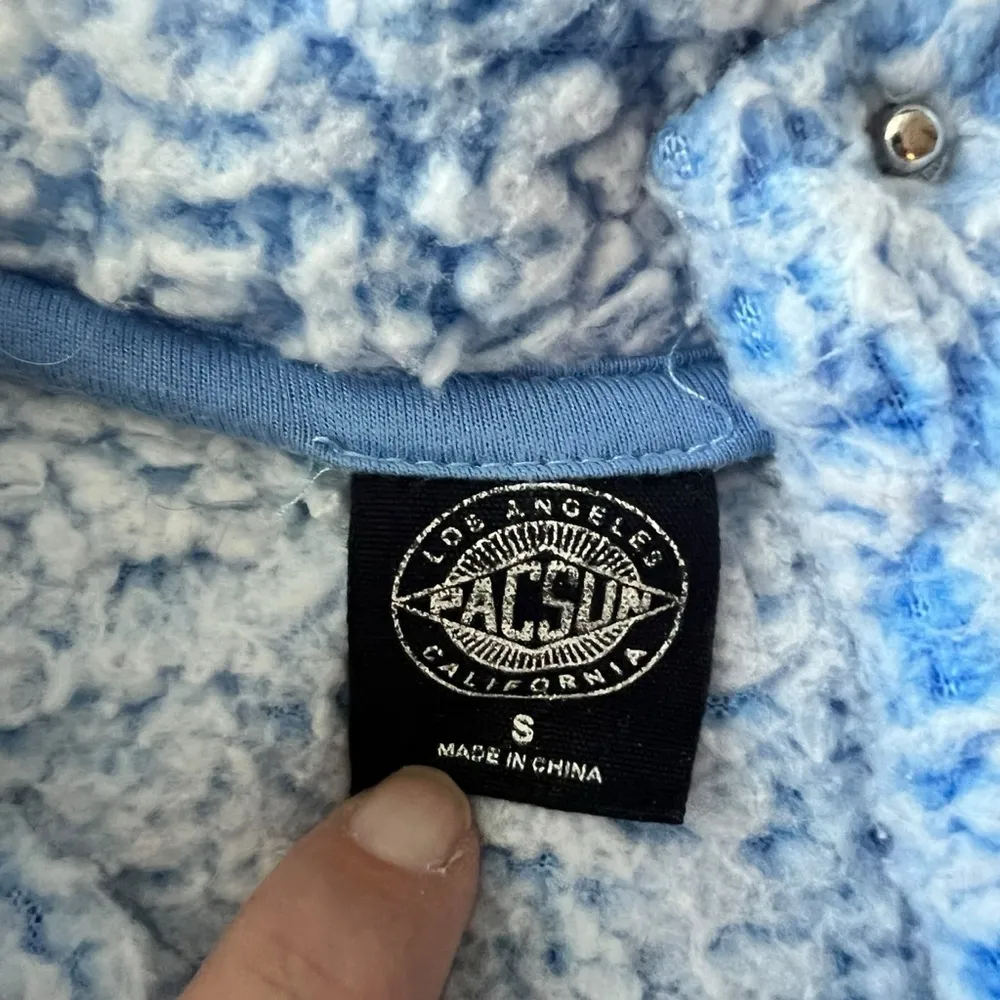 LOS ANGELES
PACSUN
CALIFORNIA
S
MADE IN CHINA